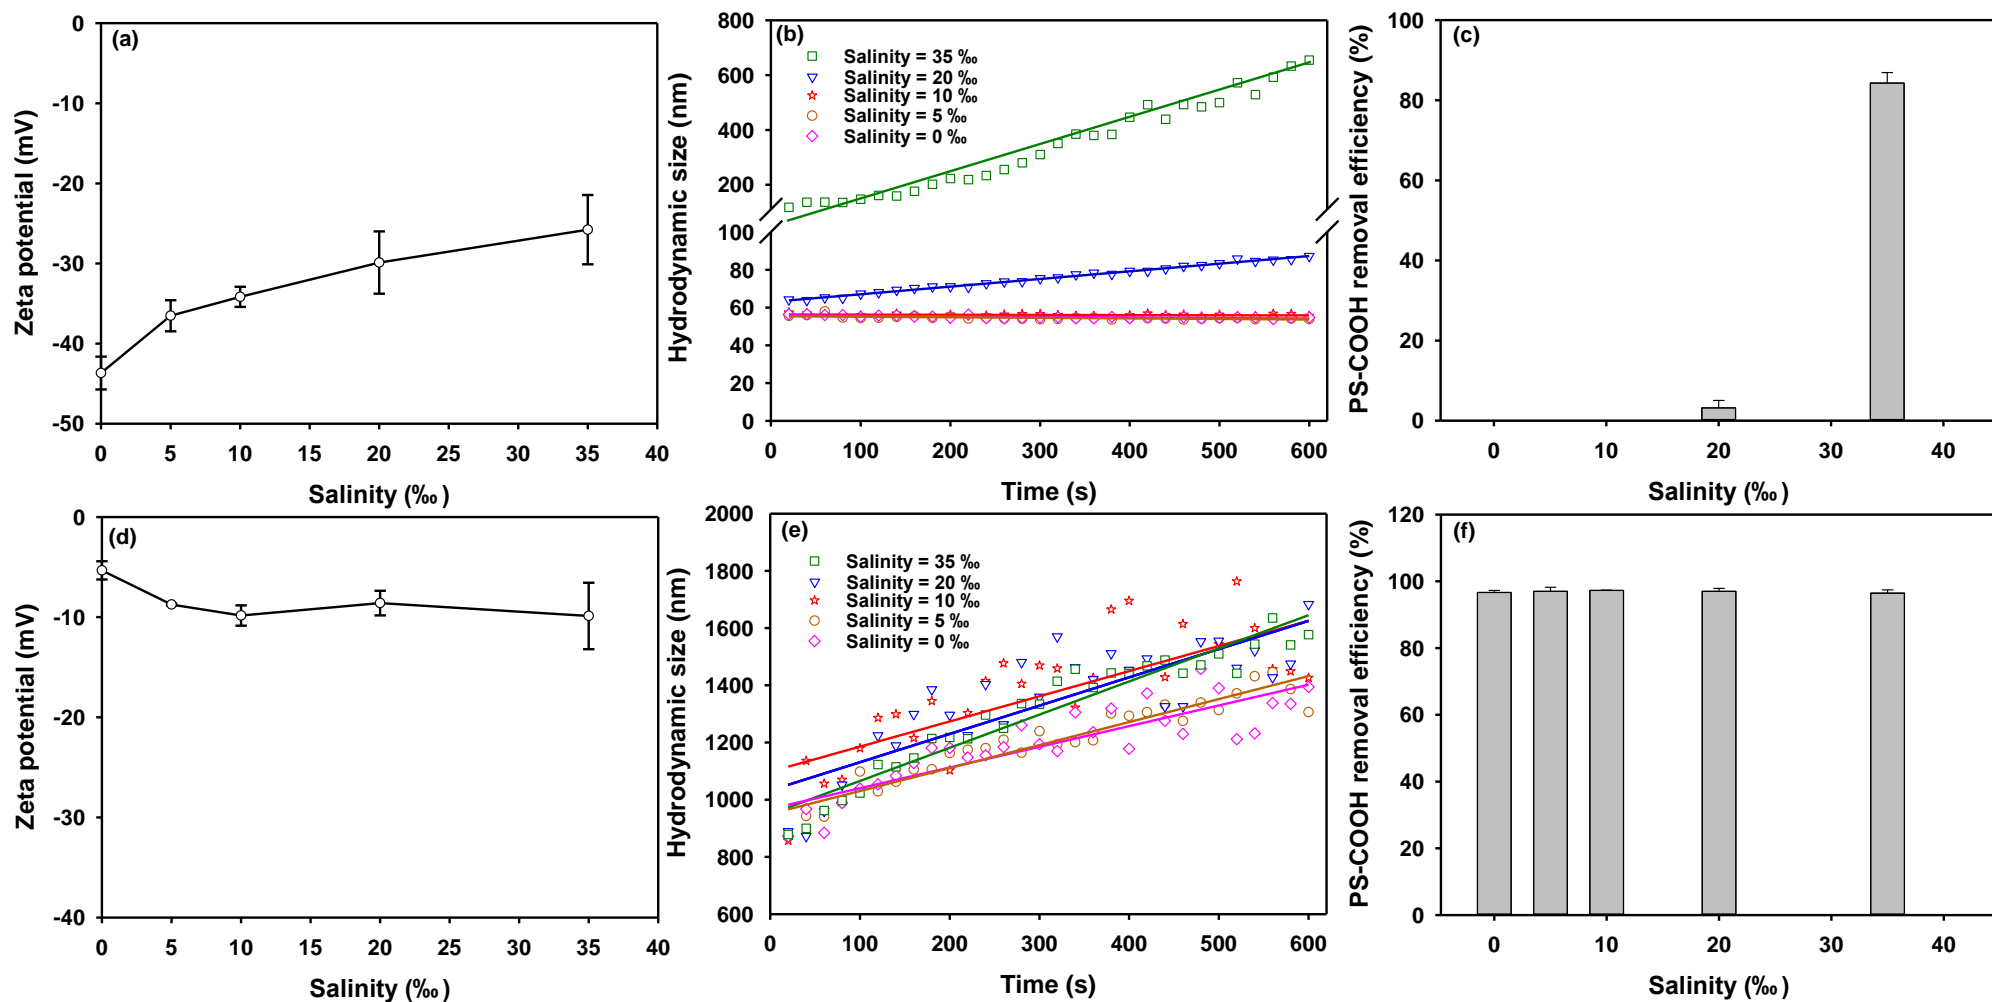 (a)
Zeta potential (mV)
0
-10
-20
-30
-40
-50
0 5 10 15 20 25 30 35 40
Salinity (‰)
(b)
Hydrodynamic size (nm)
800
600
400
200
100
80
60
40
20
0
Salinity = 35 ‰
Salinity = 20 ‰
Salinity = 10 ‰
Salinity = 5 ‰
Salinity = 0 ‰
0 100 200 300 400 500 600
Time (s)
(c)
PS-COOH removal efficiency (%)
100
80
60
40
20
0
0 10 20 30 40
Salinity (‰)
(d)
Zeta potential (mV)
0
-10
-20
-30
-40
0 5 10 15 20 25 30 35 40
Salinity (‰)
(e)
Hydrodynamic size (nm)
2000
1800
1600
1400
1200
1000
800
600
Salinity = 35 ‰
Salinity = 20 ‰
Salinity = 10 ‰
Salinity = 5 ‰
Salinity = 0 ‰
0 100 200 300 400 500 600
Time (s)
(f)
PS-COOH removal efficiency (%)
120
100
80
60
40
20
0
0 10 20 30 40
Salinity (‰)